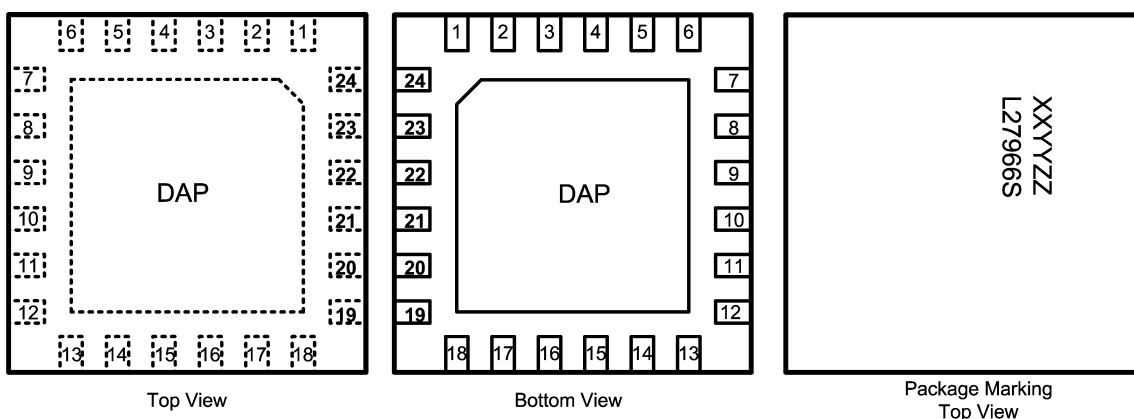 6 5 4 3 2 1
7 24
8 23
9 22
DAP
10 21
11 20
12 19
13 14 15 16 17 18
Top View
1 2 3 4 5 6
24 7
23 8
22 9
DAP
21 10
20 11
19 12
18 17 16 15 14 13
Bottom View
XXYYZZ
L27966S
Package Marking
Top View